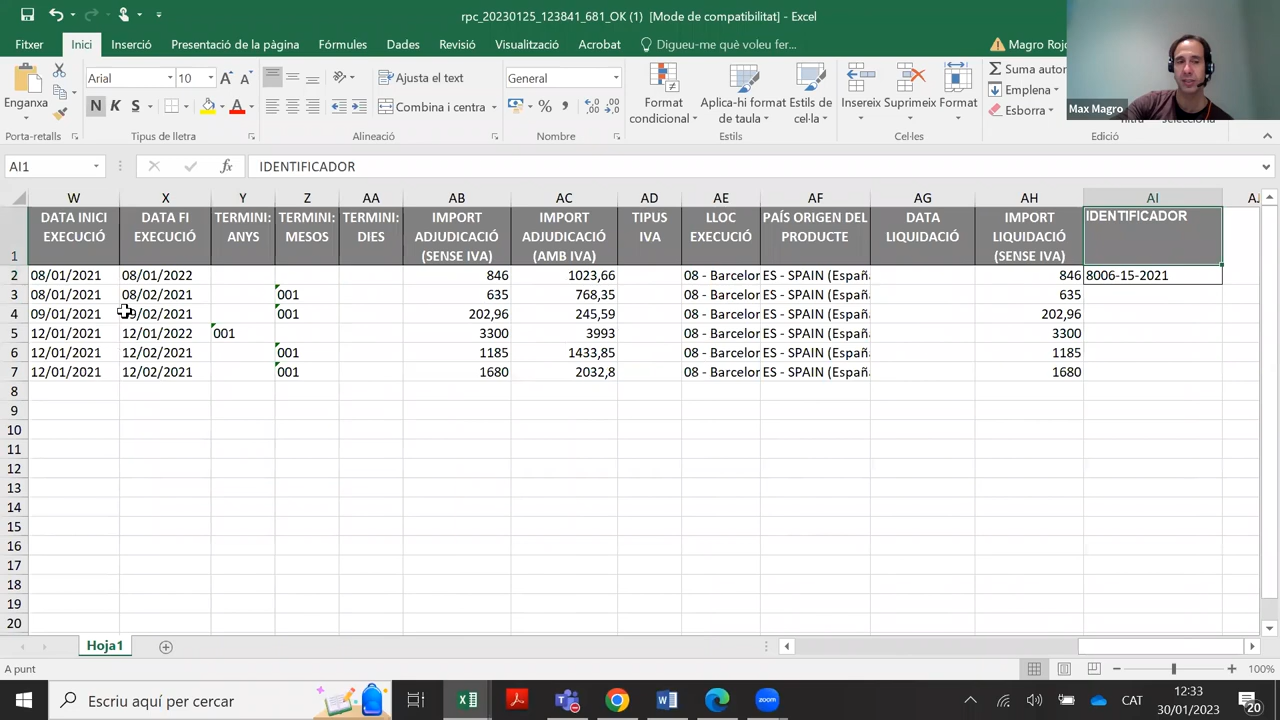 rpc_20230125_123841_681_OK (1) [Mode de compatibilitat] - Excel
Magro Rojo
Fitxer Inici Inserció Presentació de la pàgina Fórmules Dades Revisió Visualització Acrobat Digueu-me què voleu fer...
Enganxa
Arial 10
Ajusta el text
General
Combina i centra
N K S
Format condicional
Aplica-hi format de taula
Estils de cel·la
Insereix Suprimeix Format
Emplena
Esborra
Max Magro
Porta-retalls Tipus de lletra Alineació Nombre Estils Cel·les Edició
AI1 fx IDENTIFICADOR
W X Y Z AA AB AC AD AE AF AG AH AI
DATA INICI EXECUCIÓ
DATA FI EXECUCIÓ
TERMINI: ANYS
TERMINI: MESOS
TERMINI: DIES
IMPORT ADJUDICACIÓ (SENSE IVA)
IMPORT ADJUDICACIÓ (AMB IVA)
TIPUS IVA
LLOC EXECUCIÓ
PAÍS ORIGEN DEL PRODUCTE
DATA LIQUIDACIÓ
IMPORT LIQUIDACIÓ (SENSE IVA)
IDENTIFICADOR
1
2 08/01/2021 08/01/2022 846 1023,66 08 - Barcelor ES - SPAIN (Españ 846 8006-15-2021
3 08/01/2021 08/02/2021 001 635 768,35 08 - Barcelor ES - SPAIN (Españ 635
4 09/01/2021 /02/2021 001 202,96 245,59 08 - Barcelor ES - SPAIN (Españ 202,96
5 12/01/2021 12/01/2022 001 3300 3993 08 - Barcelor ES - SPAIN (Españ 3300
6 12/01/2021 12/02/2021 001 1185 1433,85 08 - Barcelor ES - SPAIN (Españ 1185
7 12/01/2021 12/02/2021 001 1680 2032,8 08 - Barcelor ES - SPAIN (Españ 1680
8
9
10
11
12
13
14
15
16
17
18
19
20
Hoja1
A punt
100%
Escriu aquí per cercar
CAT
12:33
30/01/2023
20
zoom